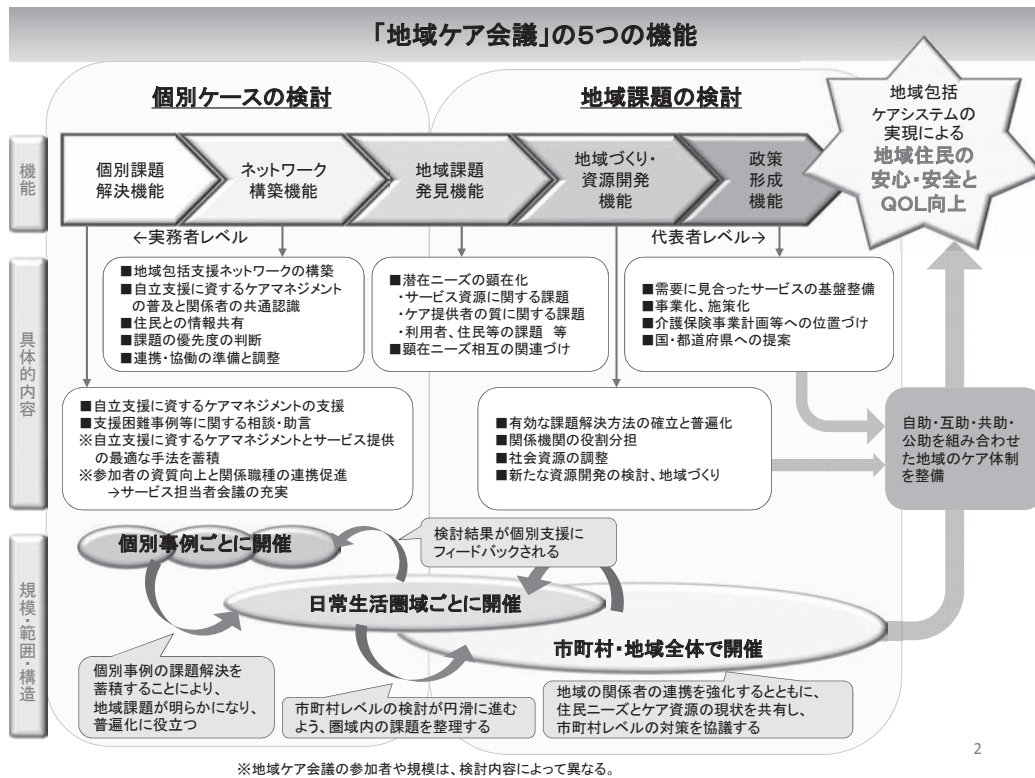 「地域ケア会議」の5つの機能
個別ケースの検討
地域課題の検討
地域包括
ケアシステムの
実現による
地域住民の
安心・安全と
QOL向上
機能
個別課題
解決機能
ネットワーク
構築機能
地域課題
発見機能
地域づくり・
資源開発
機能
政策
形成
機能
←実務者レベル
代表者レベル→
具体的内容
■地域包括支援ネットワークの構築
■自立支援に資するケアマネジメント
の普及と関係者の共通認識
■住民との情報共有
■課題の優先度の判断
■連携・協働の準備と調整
■潜在ニーズの顕在化
・サービス資源に関する課題
・ケア提供者の質に関する課題
・利用者、住民等の課題 等
■顕在ニーズ相互の関連づけ
■需要に見合ったサービスの基盤整備
■事業化、施策化
■介護保険事業計画等への位置づけ
■国・都道府県への提案
■自立支援に資するケアマネジメントの支援
■支援困難事例等に関する相談・助言
※自立支援に資するケアマネジメントとサービス提供
の最適な手法を蓄積
※参加者の資質向上と関係職種の連携促進
→サービス担当者会議の充実
■有効な課題解決方法の確立と普遍化
■関係機関の役割分担
■社会資源の調整
■新たな資源開発の検討、地域づくり
自助・互助・共助・
公助を組み合わせ
た地域のケア体制
を整備
規模・範囲・構造
個別事例ごとに開催
検討結果が個別支援に
フィードバックされる
日常生活圏域ごとに開催
市町村・地域全体で開催
個別事例の課題解決を
蓄積することにより、
地域課題が明らかになり、
普遍化に役立つ
市町村レベルの検討が円滑に進む
よう、圏域内の課題を整理する
地域の関係者の連携を強化するとともに、
住民ニーズとケア資源の現状を共有し、
市町村レベルの対策を協議する
2
※地域ケア会議の参加者や規模は、検討内容によって異なる。